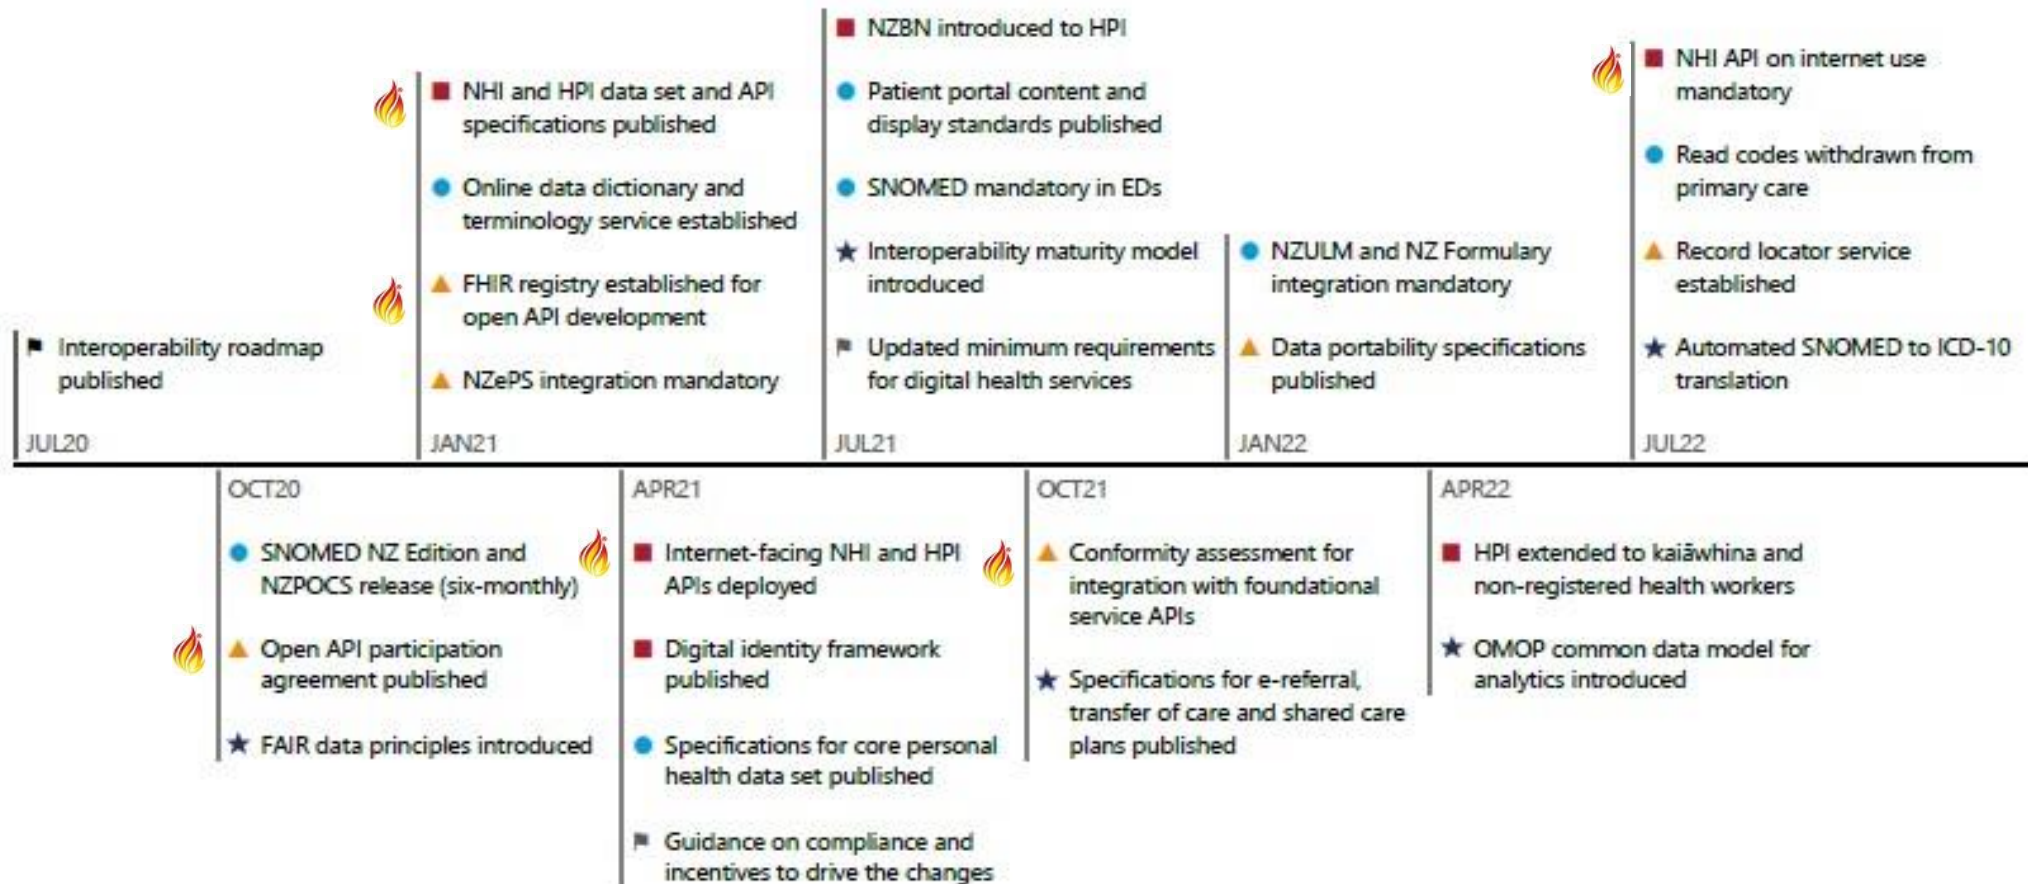 Interoperability roadmap
published
JUL20
NHI and HPI data set and API
specifications published
Online data dictionary and
terminology service established
FHIR registry established for
open API development
NZePS integration mandatory
JAN21
NZBN introduced to HPI
Patient portal content and
display standards published
SNOMED mandatory in EDs
Interoperability maturity model
introduced
Updated minimum requirements
for digital health services
JUL21
NZULM and NZ Formulary
integration mandatory
Data portability specifications
published
JAN22
NHI API on internet use
mandatory
Read codes withdrawn from
primary care
Record locator service
established
Automated SNOMED to ICD-10
translation
JUL22
OCT20
SNOMED NZ Edition and
NZPOCS release (six-monthly)
Open API participation
agreement published
FAIR data principles introduced
APR21
Internet-facing NHI and HPI
APIs deployed
Digital identity framework
published
Specifications for core personal
health data set published
Guidance on compliance and
incentives to drive the changes
OCT21
Conformity assessment for
integration with foundational
service APIs
Specifications for e-referral,
transfer of care and shared care
plans published
APR22
HPI extended to kaiāwhina and
non-registered health workers
OMOP common data model for
analytics introduced